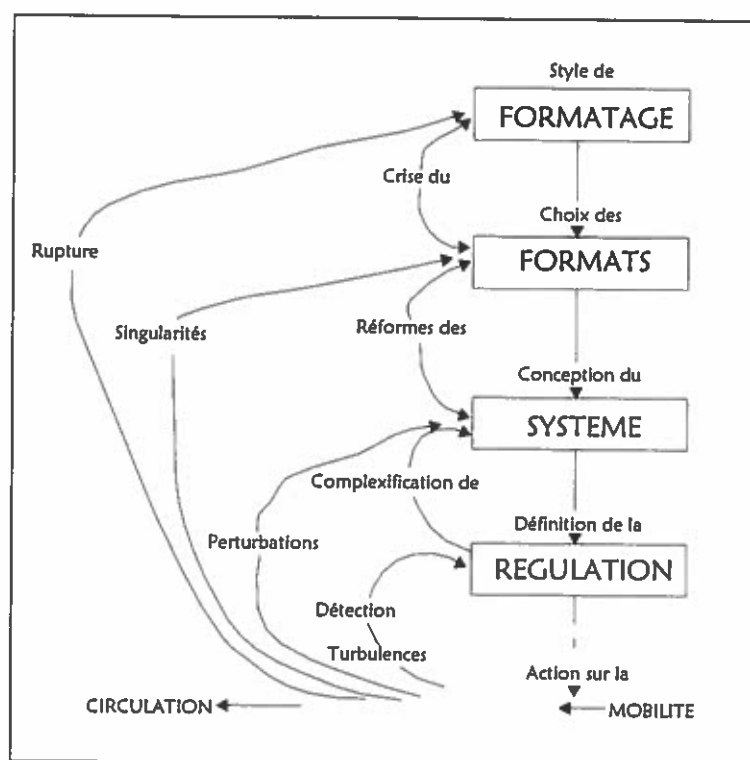 Style de
FORMATAGE
Crise du
Choix des
Rupture
FORMATS
Singularités
Réformes des
Conception du
SYSTEME
Complexification de
Perturbations
Définition de la
REGULATION
Détection
Turbulences
Action sur la
CIRCULATION
MOBILITE